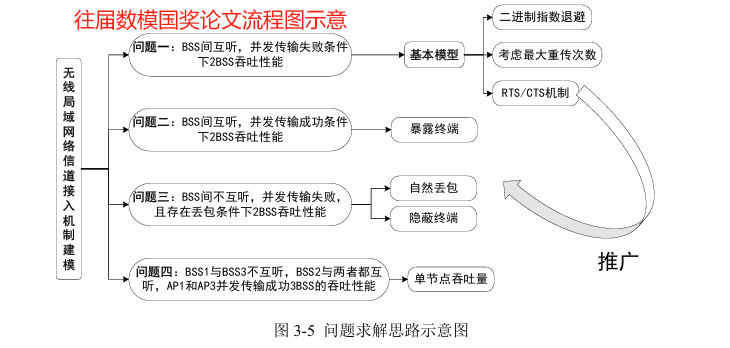 往届数模国奖论文流程图示意
无线局域网络信道接入机制建模
问题一：BSS间互听，并发传输失败条件
下2BSS吞吐性能
基本模型
二进制指数退避
考虑最大重传次数
RTS/CTS机制
问题二：BSS间互听，并发传输成功条件
下2BSS吞吐性能
暴露终端
问题三：BSS间不互听，并发传输失败，
且存在丢包条件下2BSS吞吐性能
自然丢包
隐蔽终端
问题四：BSS1与BSS3不互听，BSS2与两者都互
听，AP1和AP3并发传输成功3BSS的吞吐性能
单节点吞吐量
推广
图 3-5 问题求解思路示意图